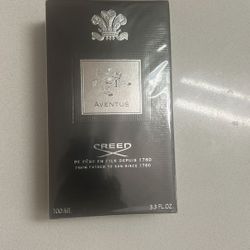 AVENTUS
CREED
DE PÈRE EN FILS DEPUIS 1760
FROM FATHER TO SON SINCE 1760
100 ml 3.3 FL.OZ.